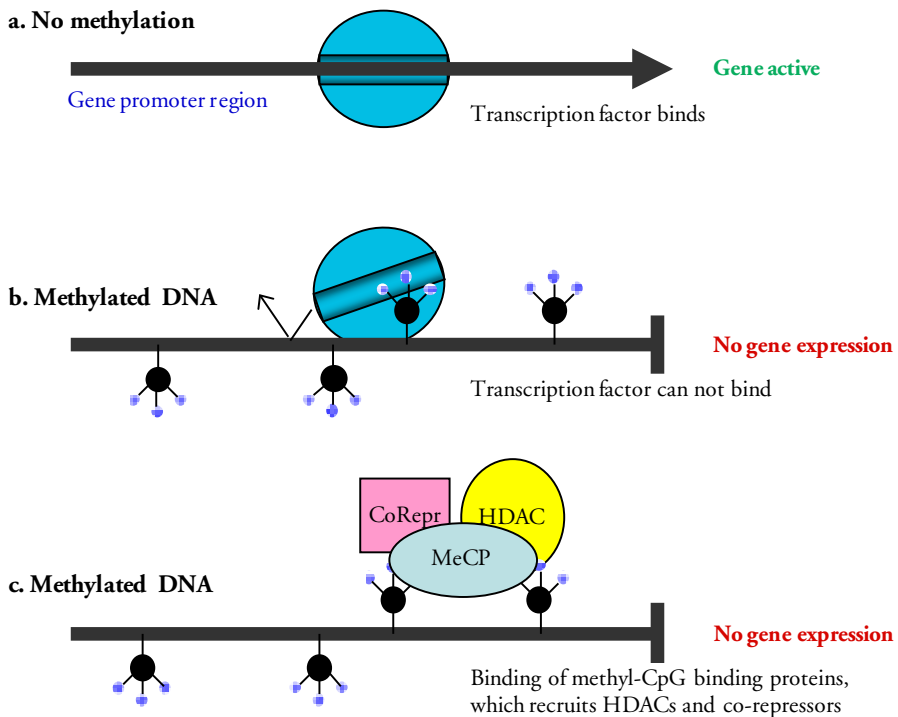 a. No methylation
Gene active
Gene promoter region
Transcription factor binds
b. Methylated DNA
No gene expression
Transcription factor can not bind
CoRepr
HDAC
MeCP
c. Methylated DNA
No gene expression
Binding of methyl-CpG binding proteins,
which recruits HDACs and co-repressors